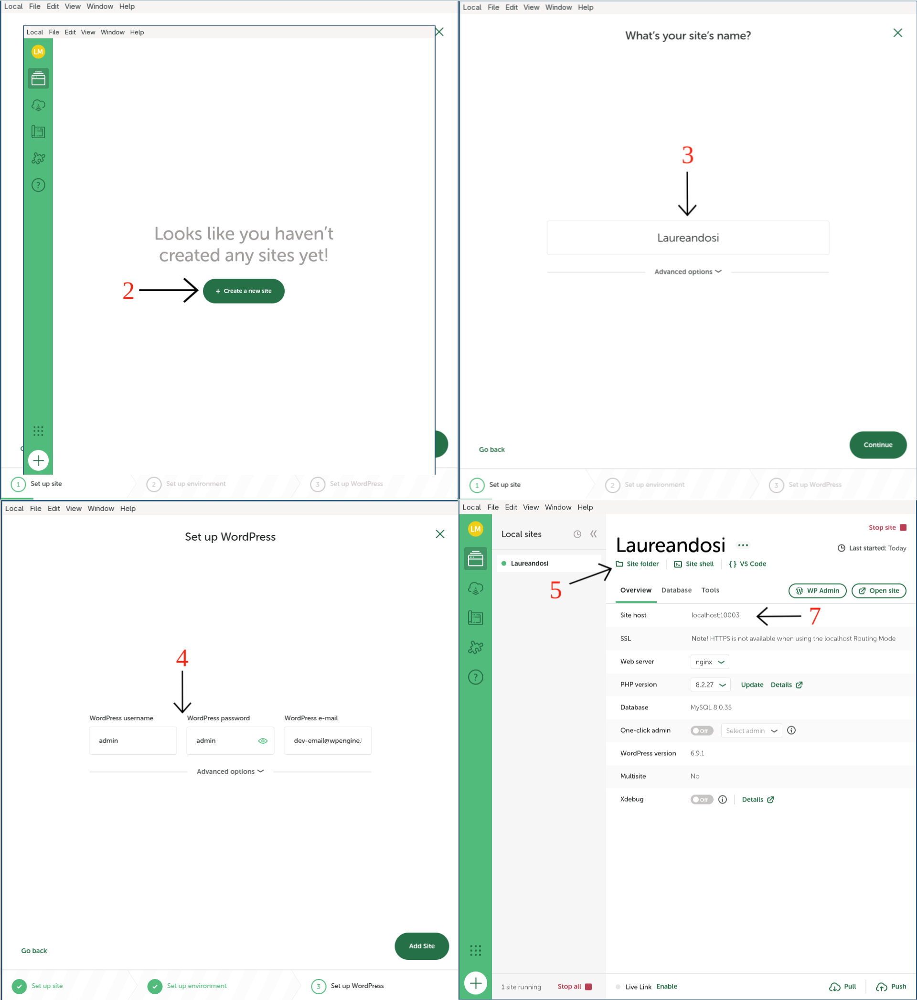 Local File Edit View Window Help
Local File Edit View Window Help
LM
Looks like you haven't
created any sites yet!
2
+ Create a new site
1 Set up site
2 Set up environment
3 Set up WordPress
Local File Edit View Window Help
What's your site's name?
3
Laureandosi
Advanced options
Go back
Continue
1 Set up site
2 Set up environment
3 Set up WordPress
Local File Edit View Window Help
Set up WordPress
4
WordPress username
WordPress password
WordPress e-mail
admin
admin
dev-email@wpengine.
Advanced options
Go back
Add Site
Set up site
Set up environment
3 Set up WordPress
Local File Edit View Window Help
LM
Local sites
Laureandosi
5
Stop site
Laureandosi ...
Last started: Today
Site folder
Site shell
{ } VS Code
Overview Database Tools
WP Admin
Open site
Site host localhost:10003
7
SSL Note! HTTPS is not available when using the localhost Routing Mode
Web server nginx
PHP version 8.2.27 Update Details
Database MySQL 8.0.35
One-click admin Off Select admin
WordPress version 6.9.1
Multisite No
Xdebug Off Details
1 site running Stop all
Live Link Enable
Pull
Push